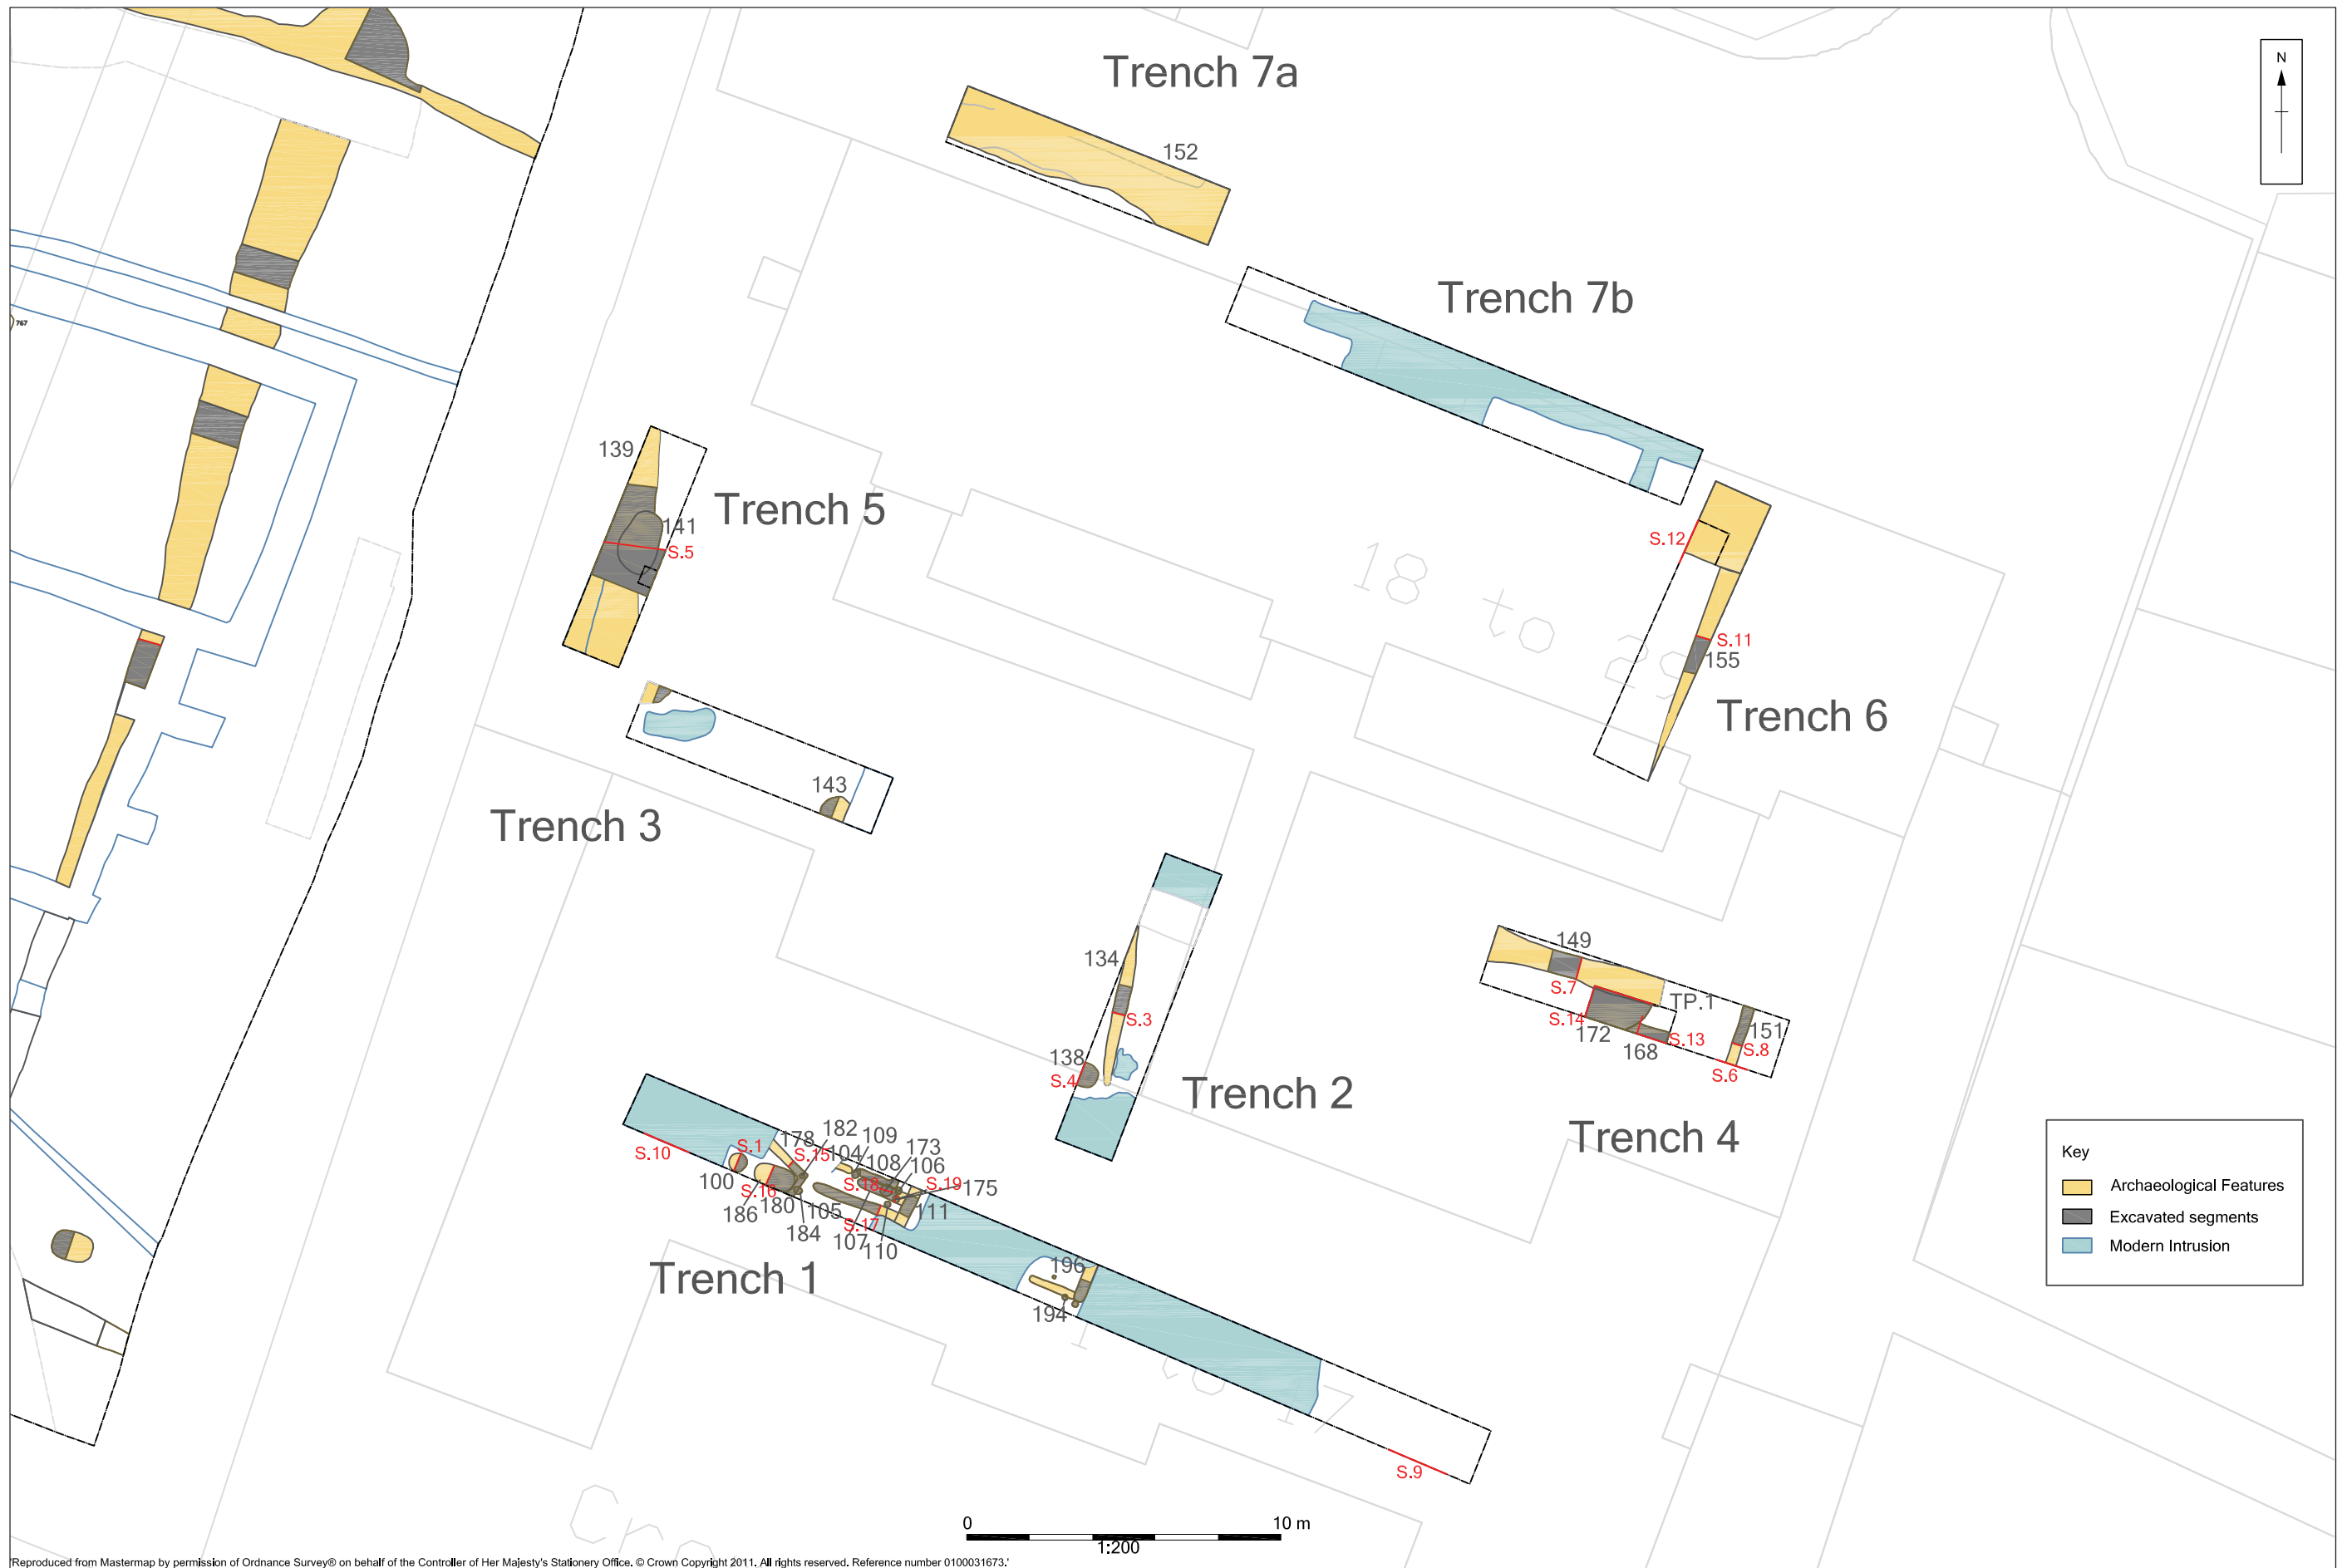 Trench 7a
N
152
Trench 7b
767
139
141
Trench 5
S.5
S.12
18 to 29
S.11
155
Trench 6
143
Trench 3
134
S.3
138
S.4
Trench 2
149
S.7
TP.1
S.14
172
168
S.13
151
S.8
S.6
Trench 4
Key
Archaeological Features
Excavated segments
Modern Intrusion
S.10
S.1
100
178
182
109
S.15
104
108
173
106
S.18
S.19
175
S.16
186
180
184
105
S.17
107
110
111
Trench 1
196
194
17
S.9
0
10 m
1:200
'Reproduced from Mastermap by permission of Ordnance Survey® on behalf of the Controller of Her Majesty's Stationery Office. © Crown Copyright 2011. All rights reserved. Reference number 0100031673.'